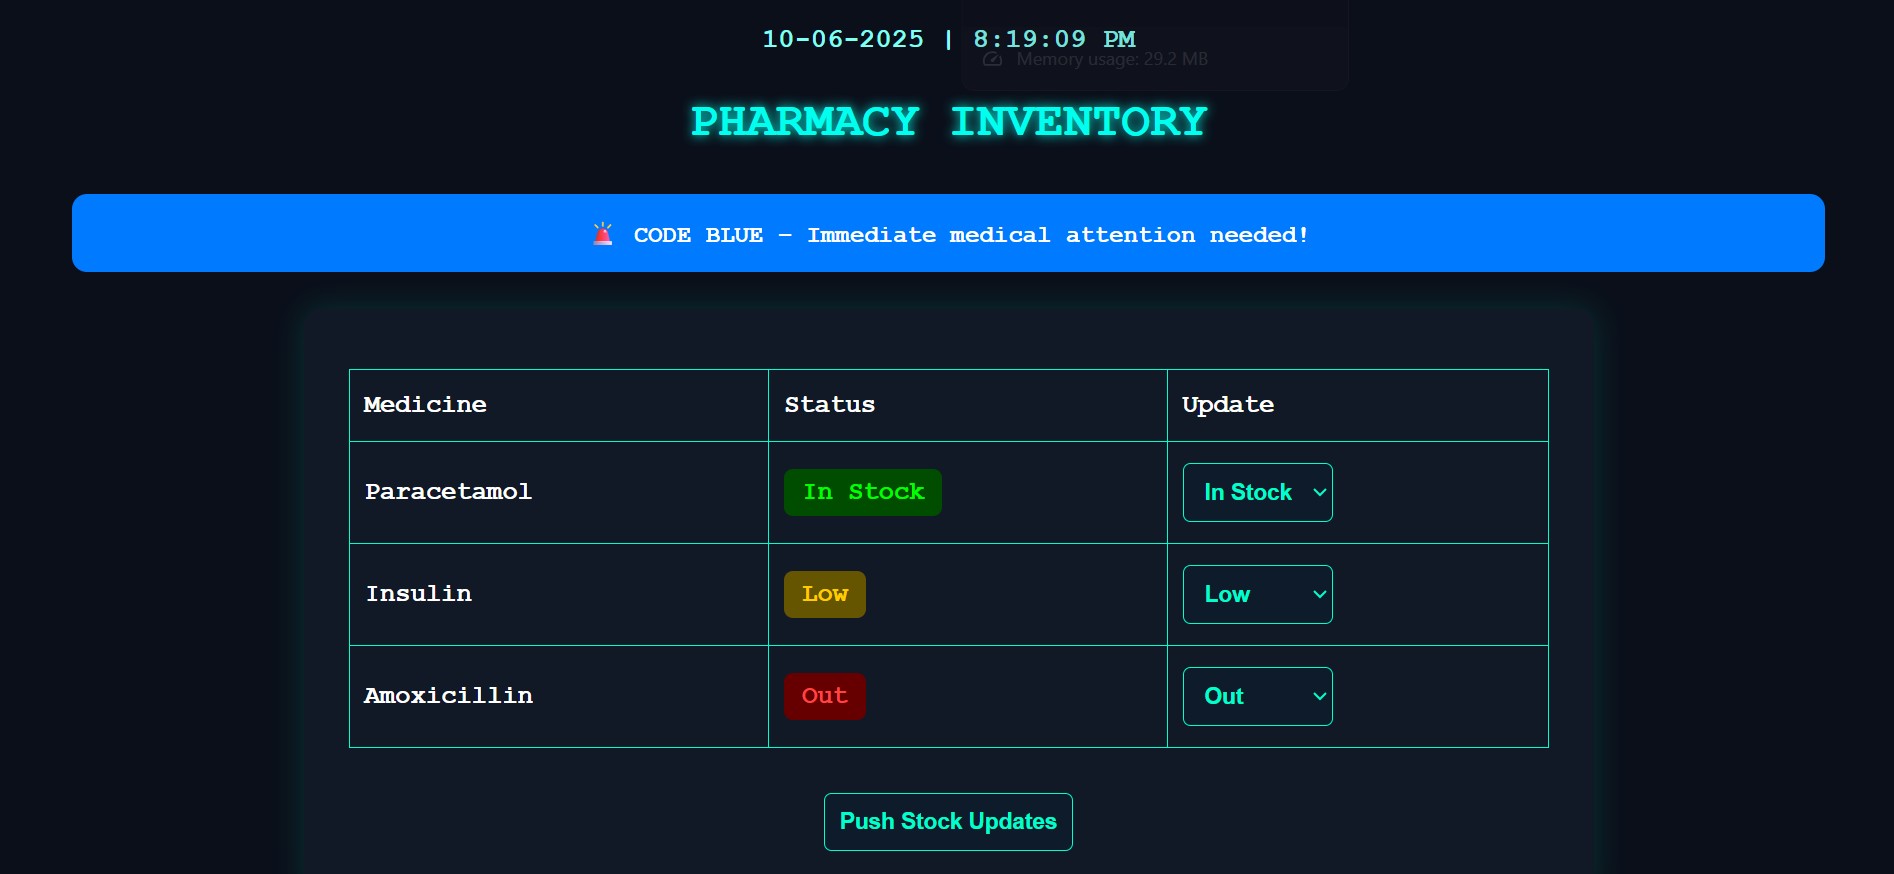 10-06-2025 | 8:19:09 PM
Memory usage: 29.2 MB
PHARMACY INVENTORY
🚨 CODE BLUE – Immediate medical attention needed!
Medicine Status Update
Paracetamol In Stock In Stock
Insulin Low Low
Amoxicillin Out Out
Push Stock Updates